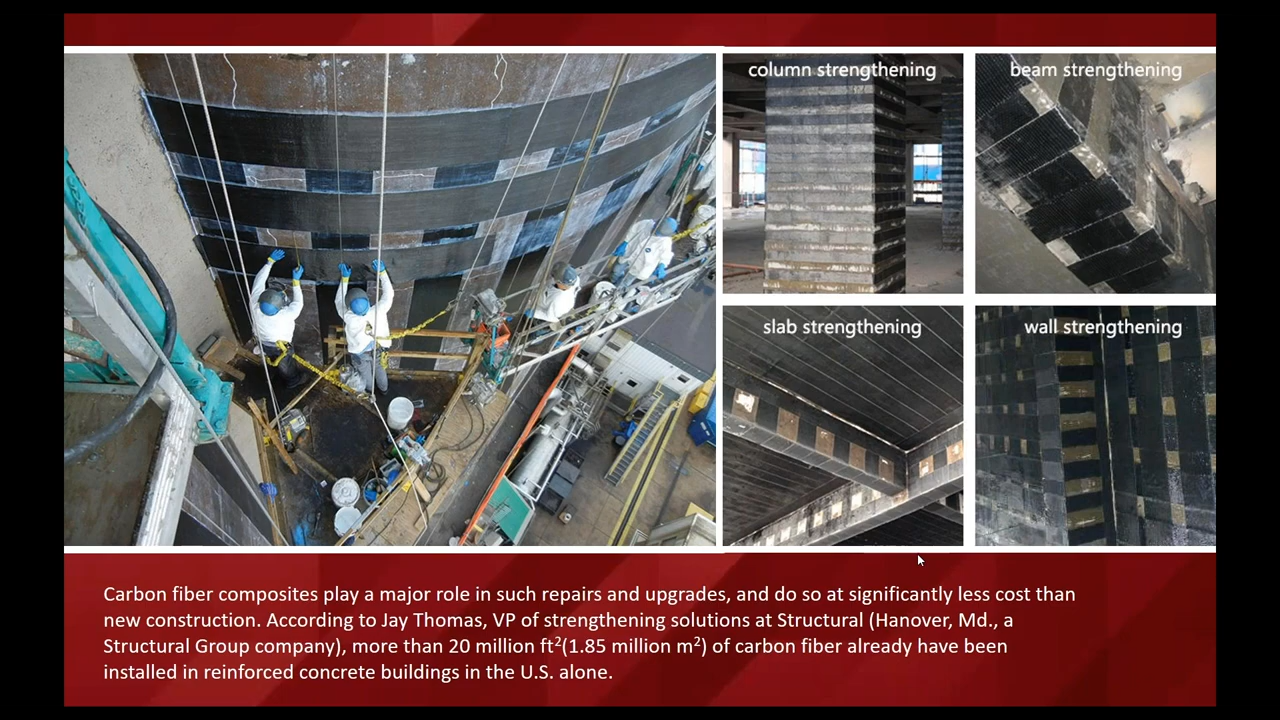 column strengthening
beam strengthening
slab strengthening
wall strengthening
Carbon fiber composites play a major role in such repairs and upgrades, and do so at significantly less cost than
new construction. According to Jay Thomas, VP of strengthening solutions at Structural (Hanover, Md., a
Structural Group company), more than 20 million ft²(1.85 million m²) of carbon fiber already have been
installed in reinforced concrete buildings in the U.S. alone.